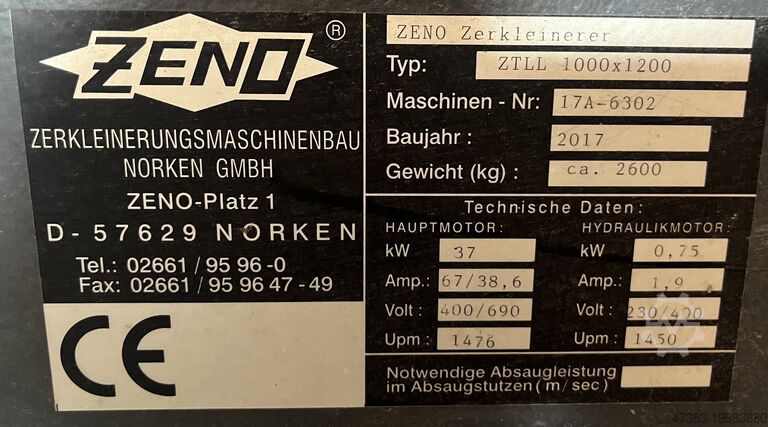 ZENO ®
ZERKLEINERUNGSMASCHINENBAU
NORKEN GMBH
ZENO-Platz 1
D - 57629 NORKEN
Tel.: 02661 / 95 96-0
Fax: 02661 / 95 96 47 - 49
CE
ZENO Zerkleinerer
Typ: ZTLL 1000x1200
Maschinen - Nr: 17A-6302
Baujahr : 2017
Gewicht (kg) : ca. 2600
Technische Daten :
HAUPTMOTOR : HYDRAULIKMOTOR :
kW 37 kW 0,75
Amp.: 67/38,6 Amp.: 1,9
Volt : 400/690 Volt : 230/400
Upm : 1476 Upm : 1450
Notwendige Absaugleistung
im Absaugstutzen ( m / sec )
47383-19983980